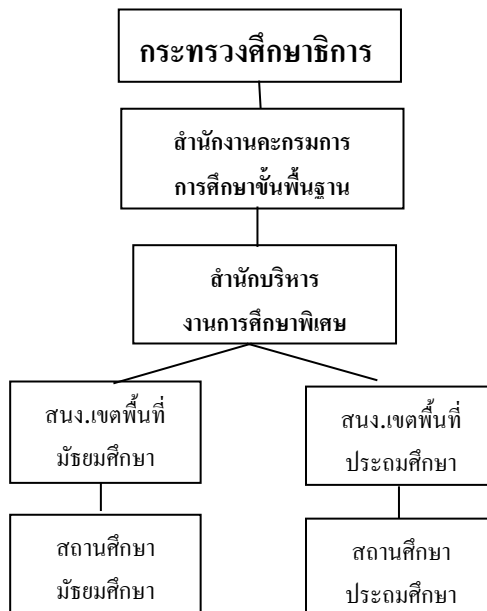 กระทรวงศึกษาธิการ
สำนักงานคะกรมการ
การศึกษาขั้นพื้นฐาน
สำนักบริหาร
งานการศึกษาพิเศษ
สนง.เขตพื้นที่
มัธยมศึกษา
สนง.เขตพื้นที่
ประถมศึกษา
สถานศึกษา
มัธยมศึกษา
สถานศึกษา
ประถมศึกษา